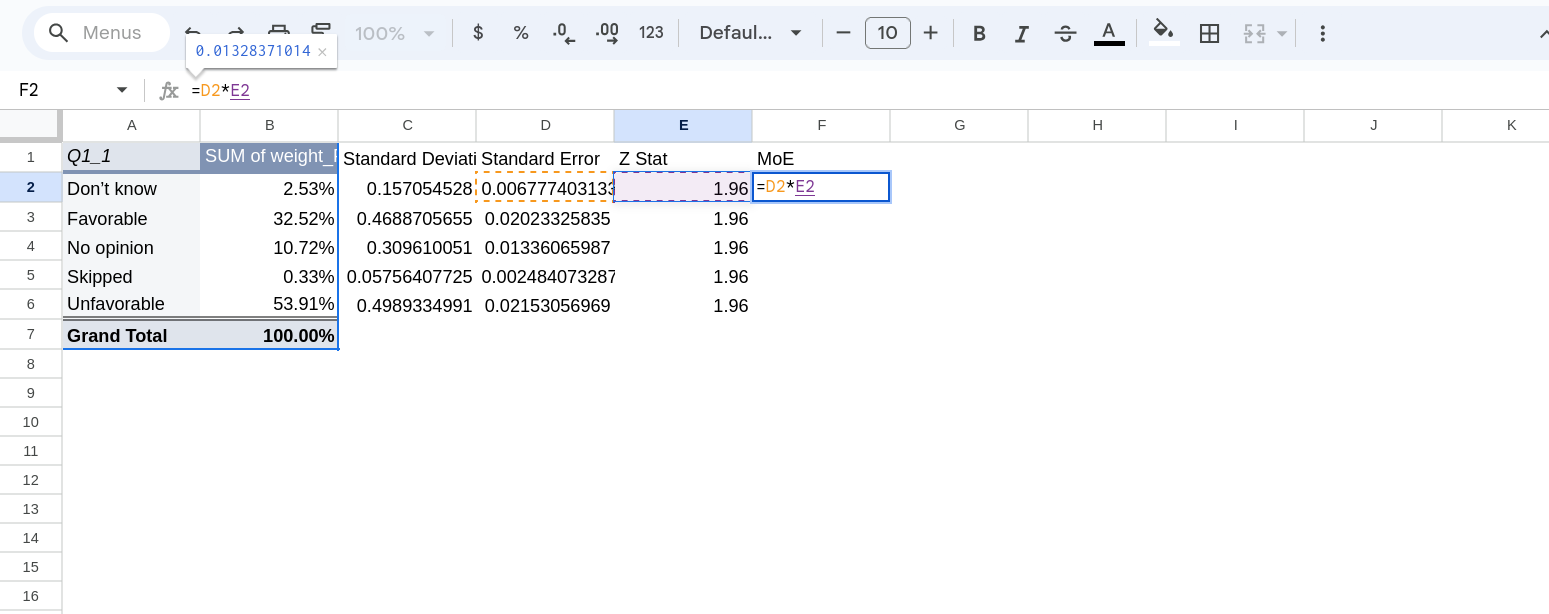 Menus 100% $ % .0 .00 123 Defaul... 10 B I A
0.01328371014 ×
F2 fx =D2*E2
A B C D E F G H I J K
1 Q1_1 SUM of weight_ Standard Deviati Standard Error Z Stat MoE
2 Don't know 2.53% 0.157054528 0.006777403133 1.96 =D2*E2
3 Favorable 32.52% 0.4688705655 0.02023325835 1.96
4 No opinion 10.72% 0.309610051 0.01336065987 1.96
5 Skipped 0.33% 0.05756407725 0.002484073287 1.96
6 Unfavorable 53.91% 0.4989334991 0.02153056969 1.96
7 Grand Total 100.00%
8
9
10
11
12
13
14
15
16